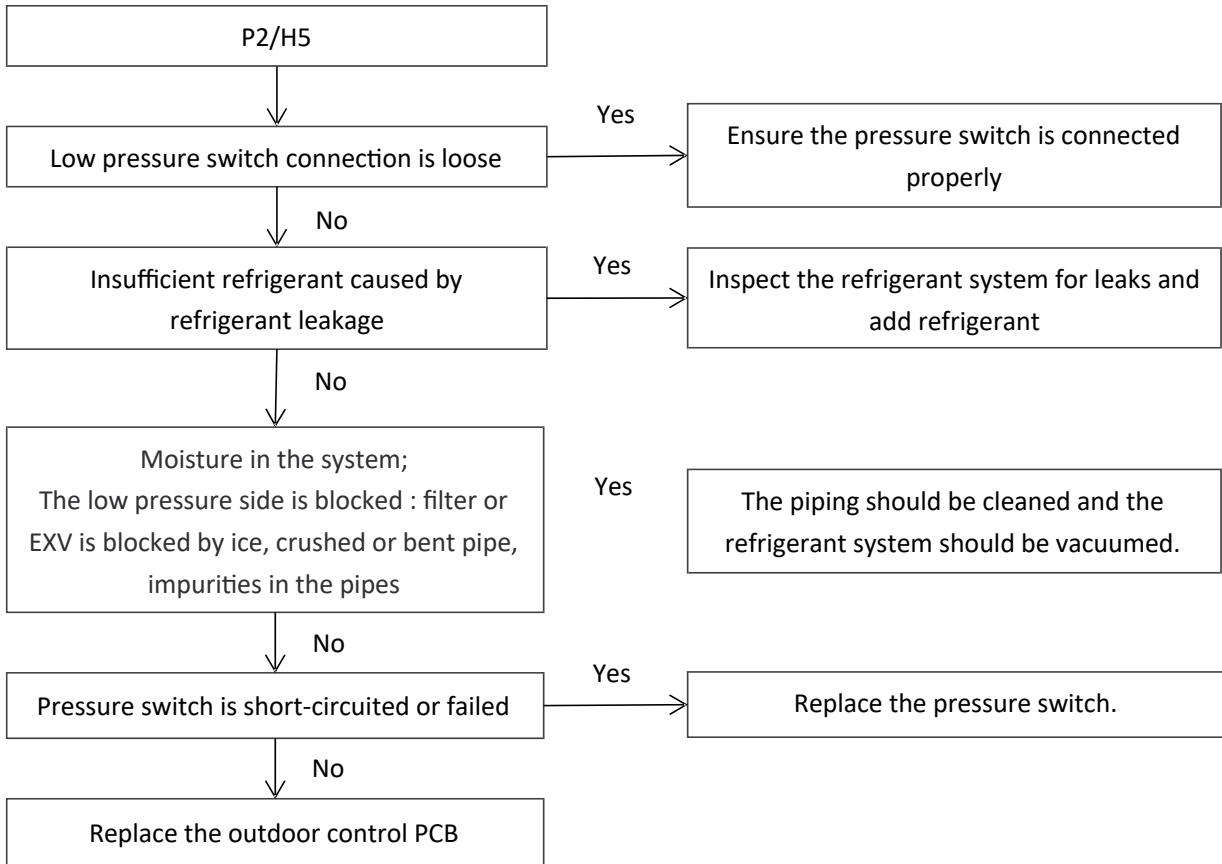 P2/H5
Low pressure switch connection is loose
Yes
Ensure the pressure switch is connected
properly
No
Insufficient refrigerant caused by
refrigerant leakage
Yes
Inspect the refrigerant system for leaks and
add refrigerant
No
Moisture in the system;
The low pressure side is blocked : filter or
EXV is blocked by ice, crushed or bent pipe,
impurities in the pipes
Yes
The piping should be cleaned and the
refrigerant system should be vacuumed.
No
Pressure switch is short-circuited or failed
Yes
Replace the pressure switch.
No
Replace the outdoor control PCB